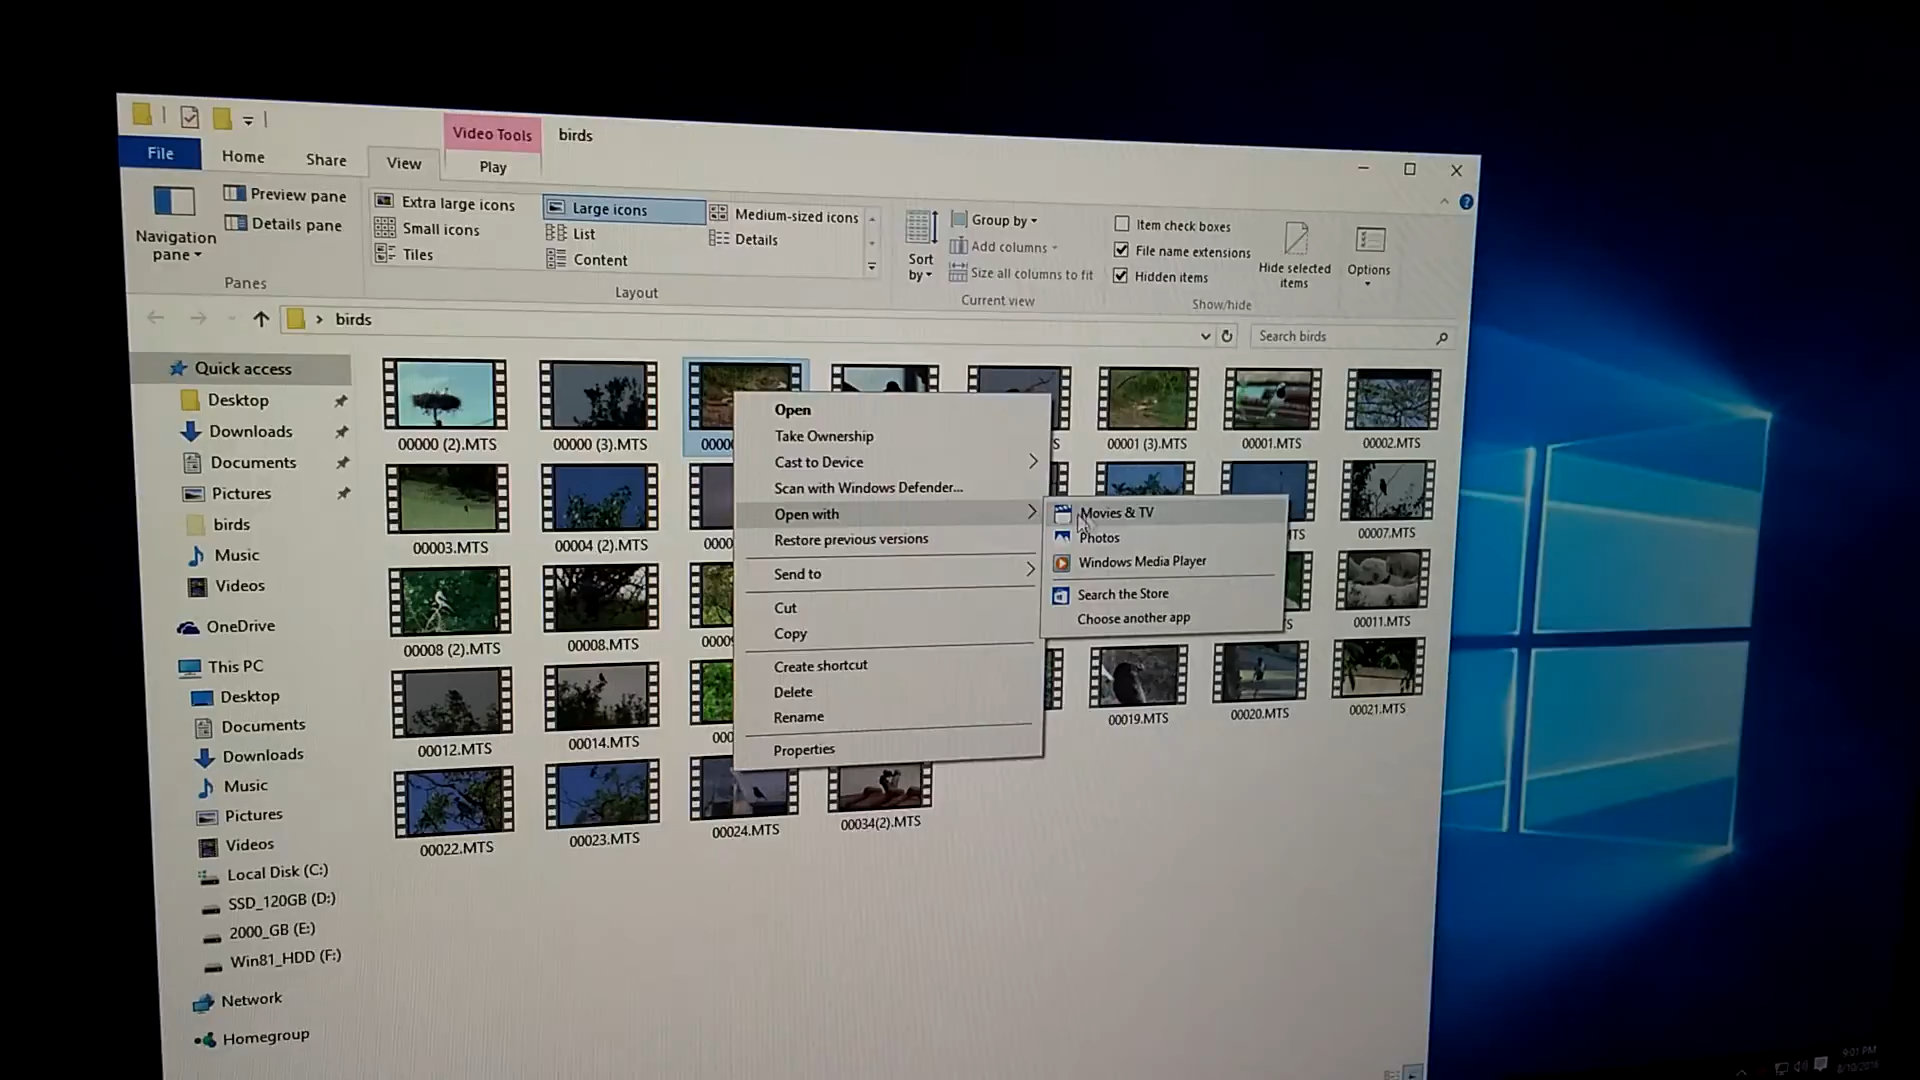 Video Tools
birds
File
Home
Share
View
Play
Navigation
pane
Preview pane
Details pane
Panes
Extra large icons
Large icons
Medium-sized icons
Small icons
List
Details
Tiles
Content
Layout
Sort
by
Group by
Add columns
Size all columns to fit
Current view
Item check boxes
File name extensions
Hidden items
Hide selected
items
Show/hide
Options
birds
Search birds
Quick access
Desktop
Downloads
Documents
Pictures
birds
Music
Videos
OneDrive
This PC
Desktop
Documents
Downloads
Music
Pictures
Videos
Local Disk (C:)
SSD_120GB (D:)
2000_GB (E:)
Win81_HDD (F:)
Network
Homegroup
00000 (2).MTS
00000 (3).MTS
00001 (3).MTS
00001.MTS
00002.MTS
00003.MTS
00004 (2).MTS
00007.MTS
00008 (2).MTS
00008.MTS
00011.MTS
00012.MTS
00014.MTS
00019.MTS
00020.MTS
00021.MTS
00022.MTS
00023.MTS
00024.MTS
00034(2).MTS
Open
Take Ownership
Cast to Device
Scan with Windows Defender...
Open with
Restore previous versions
Send to
Cut
Copy
Create shortcut
Delete
Rename
Properties
Movies & TV
Photos
Windows Media Player
Search the Store
Choose another app
9:01 PM